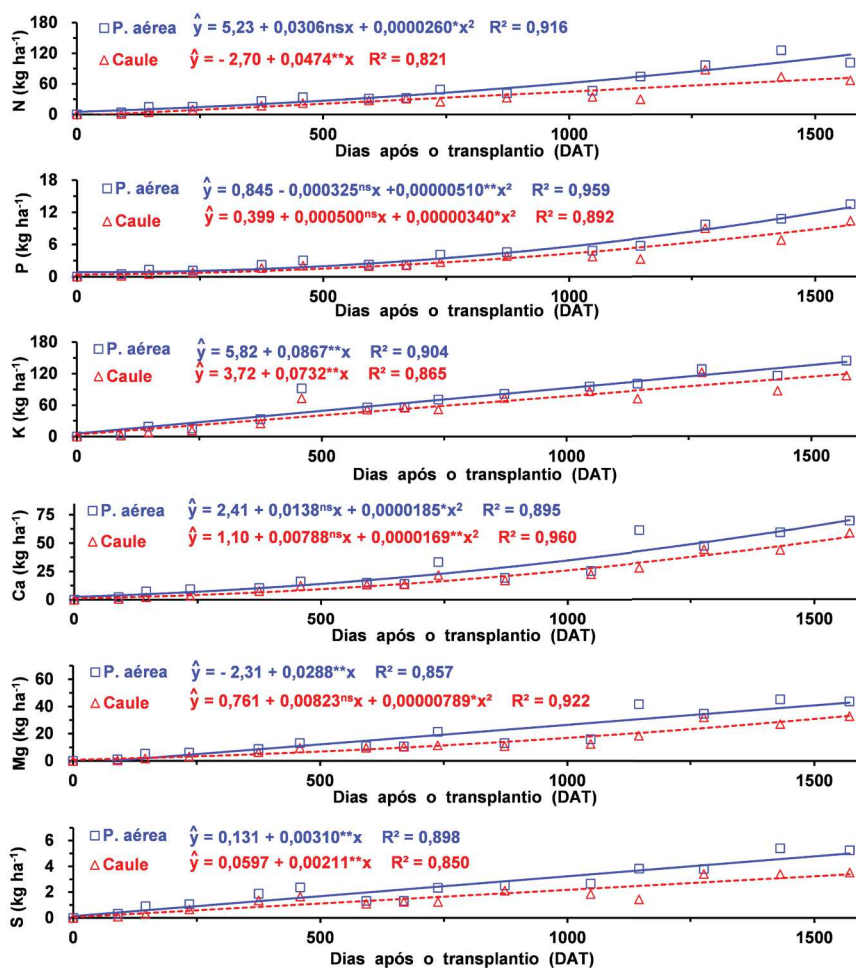 N (kg ha⁻¹)
180
120
60
0
P. aérea ŷ = 5,23 + 0,0306nsx + 0,0000260*x² R² = 0,916
Caule ŷ = - 2,70 + 0,0474**x R² = 0,821
0 500 1000 1500
Dias após o transplantio (DAT)
P (kg ha⁻¹)
18
12
6
0
P. aérea ŷ = 0,845 - 0,000325ⁿˢx +0,00000510**x² R² = 0,959
Caule ŷ = 0,399 + 0,000500ⁿˢx + 0,00000340*x² R² = 0,892
0 500 1000 1500
Dias após o transplantio (DAT)
K (kg ha⁻¹)
180
120
60
0
P. aérea ŷ = 5,82 + 0,0867**x R² = 0,904
Caule ŷ = 3,72 + 0,0732**x R² = 0,865
0 500 1000 1500
Dias após o transplantio (DAT)
Ca (kg ha⁻¹)
75
50
25
0
P. aérea ŷ = 2,41 + 0,0138ⁿˢx + 0,0000185*x² R² = 0,895
Caule ŷ = 1,10 + 0,00788ⁿˢx + 0,0000169**x² R² = 0,960
0 500 1000 1500
Dias após o transplantio (DAT)
Mg (kg ha⁻¹)
60
40
20
0
P. aérea ŷ = - 2,31 + 0,0288**x R² = 0,857
Caule ŷ = 0,761 + 0,00823ⁿˢx + 0,00000789*x² R² = 0,922
0 500 1000 1500
Dias após o transplantio (DAT)
S (kg ha⁻¹)
6
4
2
0
P. aérea ŷ = 0,131 + 0,00310**x R² = 0,898
Caule ŷ = 0,0597 + 0,00211**x R² = 0,850
0 500 1000 1500
Dias após o transplantio (DAT)